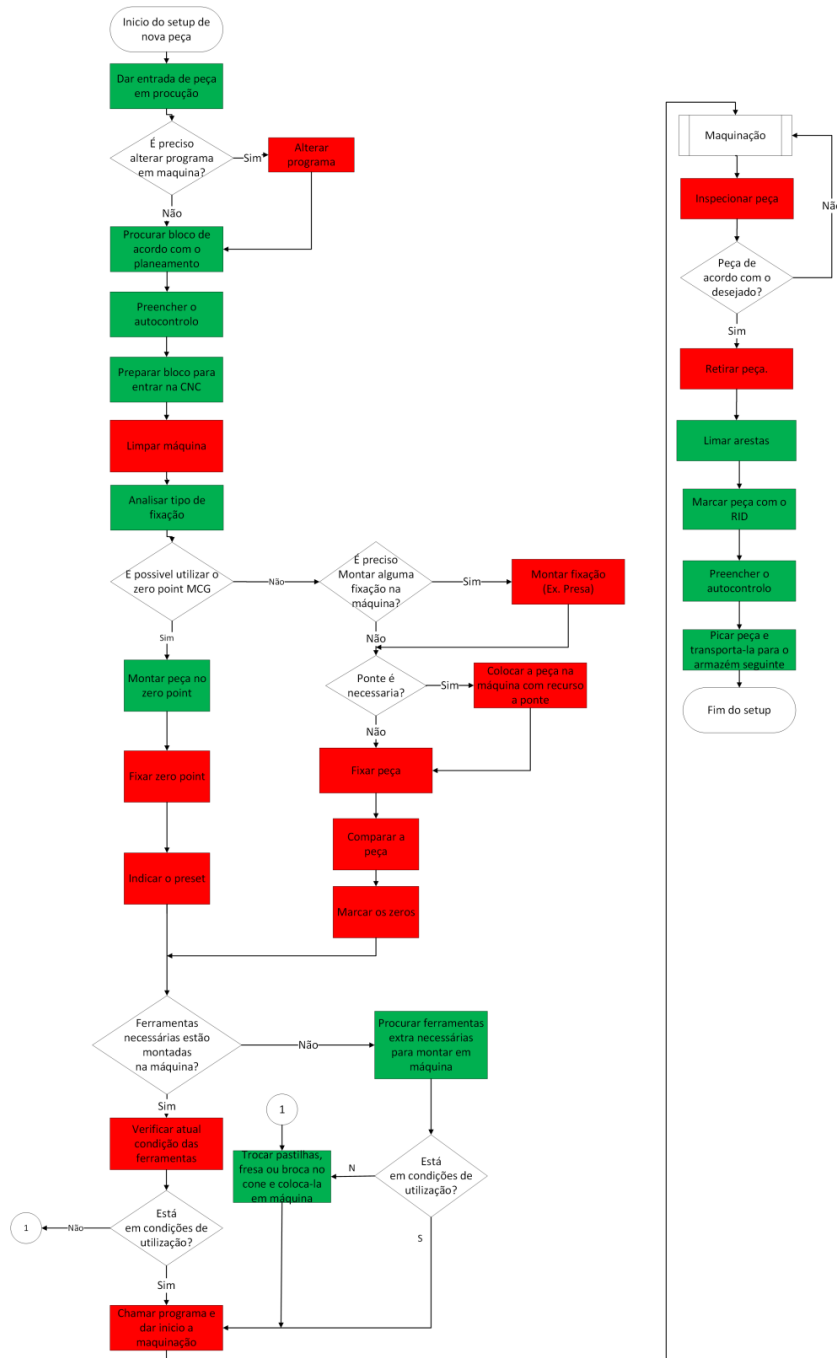 Inicio do setup de
nova peça
Dar entrada de peça
em procução
É preciso
alterar programa
em maquina?
Sim
Alterar
programa
Não
Procurar bloco de
acordo com o
planeamento
Preencher o
autocontrolo
Preparar bloco para
entrar na CNC
Limpar máquina
Analisar tipo de
fixação
E possivel utilizar o
zero point MCG
Não
É preciso
Montar alguma
fixação na
máquina?
Sim
Montar fixação
(Ex. Presa)
Sim
Não
Montar peça no
zero point
Ponte é
necessaria?
Sim
Colocar a peça na
máquina com recurso
a ponte
Não
Fixar zero point
Fixar peça
Comparar a
peça
Indicar o preset
Marcar os zeros
Ferramentas
necessárias estão
montadas
na máquina?
Não
Procurar ferramentas
extra necessárias
para montar em
máquina
Sim
1
Verificar atual
condição das
ferramentas
Trocar pastilhas,
fresa ou broca no
cone e coloca-la
em máquina
N
Está
em condições de
utilização?
S
1
Não
Está
em condições de
utilização?
Sim
Chamar programa e
dar inicio a
maquinação
Maquinação
Não
Inspecionar peça
Peça de
acordo com o
desejado?
Sim
Retirar peça.
Limar arestas
Marcar peça com o
RID
Preencher o
autocontrolo
Picar peça e
transporta-la para o
armazém seguinte
Fim do setup